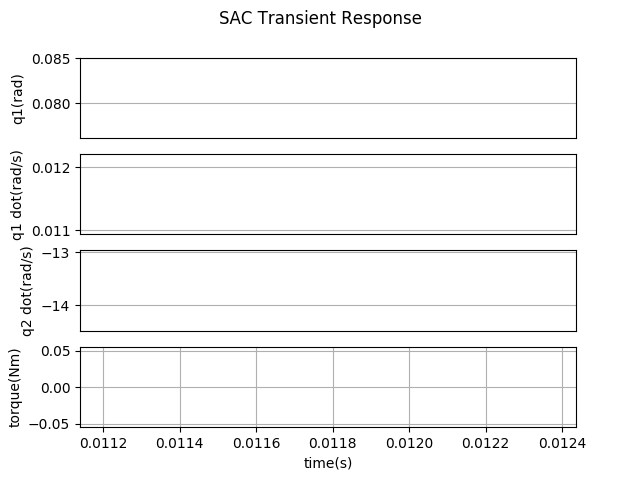 SAC Transient Response
0.085
0.080
q1(rad)
0.012
0.011
q1 dot(rad/s)
−13
−14
q2 dot(rad/s)
0.05
0.00
−0.05
torque(Nm)
0.0112 0.0114 0.0116 0.0118 0.0120 0.0122 0.0124
time(s)